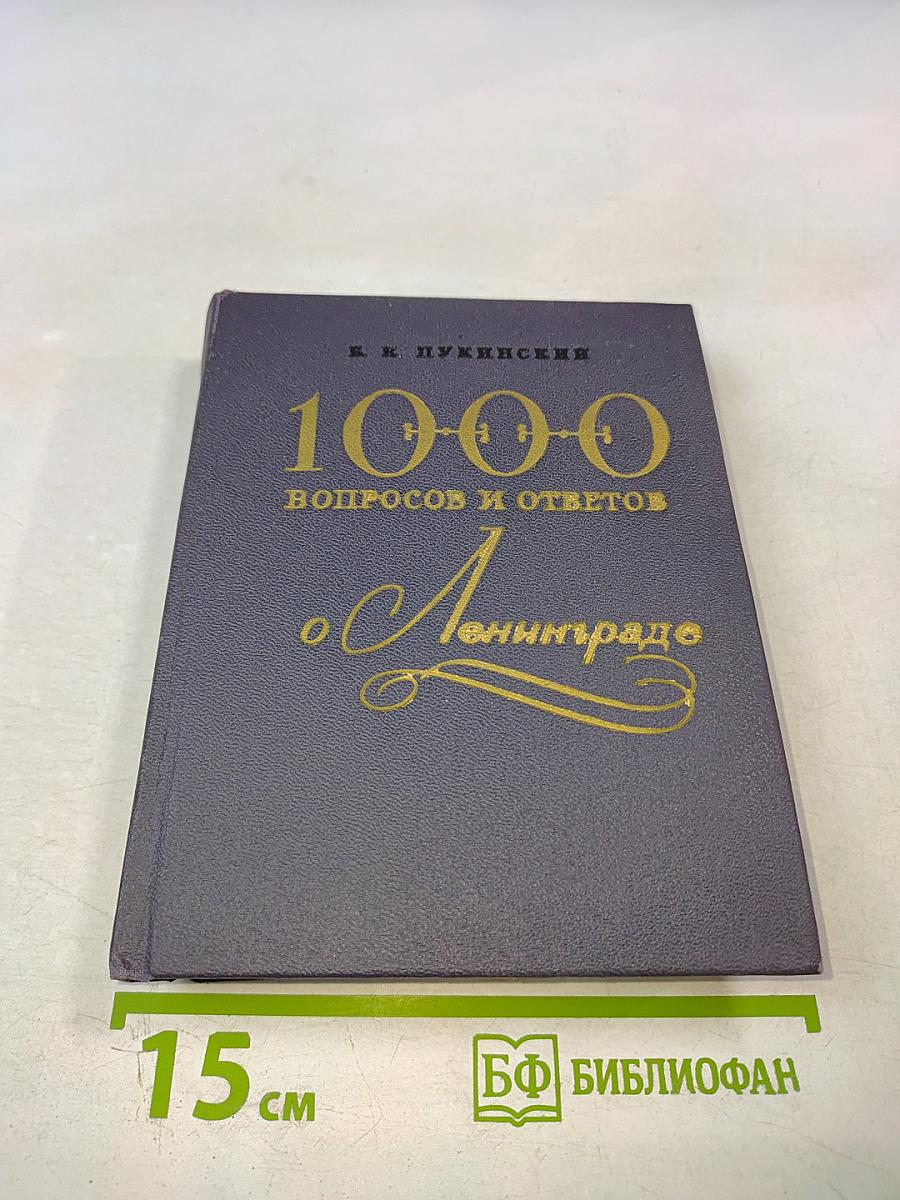 Б. К. ПУКИНСКИЙ
1000
ВОПРОСОВ И ОТВЕТОВ
о Ленинграде
15 см
БФ БИБЛИОФАН